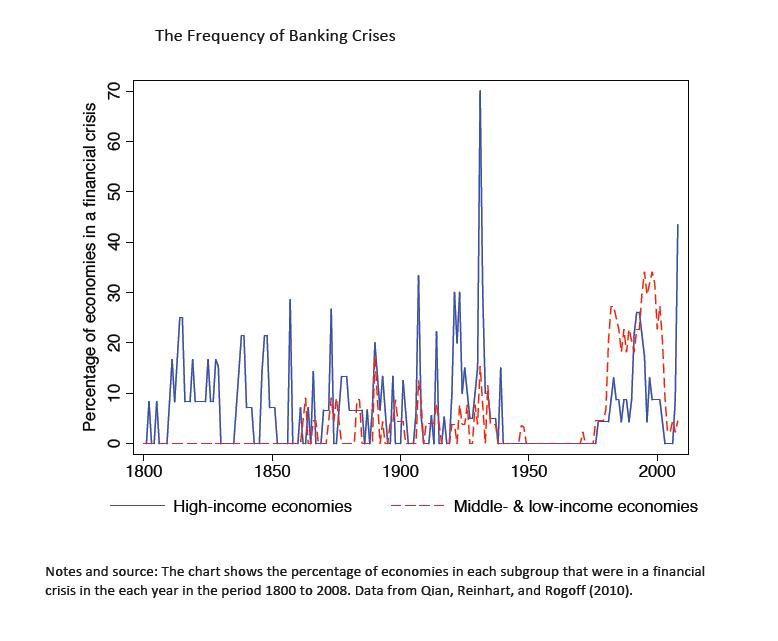 The Frequency of Banking Crises
Percentage of economies in a financial crisis
70
60
50
40
30
20
10
0
1800 1850 1900 1950 2000
High-income economies Middle- & low-income economies
Notes and source: The chart shows the percentage of economies in each subgroup that were in a financial
crisis in the each year in the period 1800 to 2008. Data from Qian, Reinhart, and Rogoff (2010).